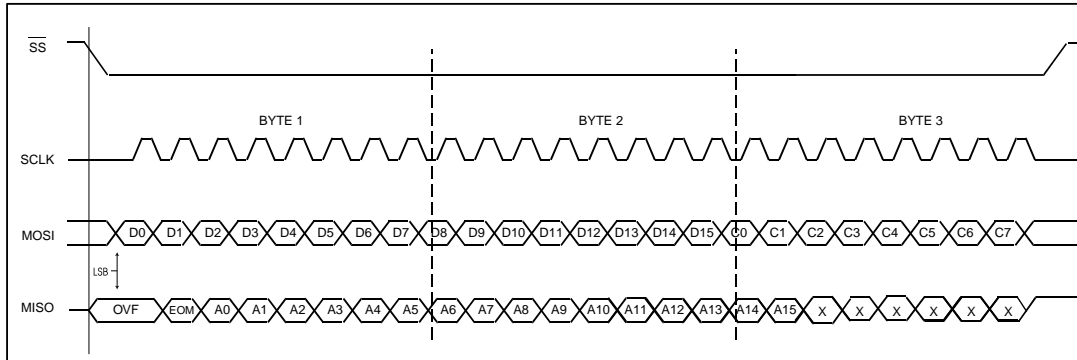 SS
BYTE 1 BYTE 2 BYTE 3
SCLK
MOSI D0 D1 D2 D3 D4 D5 D6 D7 D8 D9 D10 D11 D12 D13 D14 D15 C0 C1 C2 C3 C4 C5 C6 C7
LSB
MISO OVF EOM A0 A1 A2 A3 A4 A5 A6 A7 A8 A9 A10 A11 A12 A13 A14 A15 X X X X X X